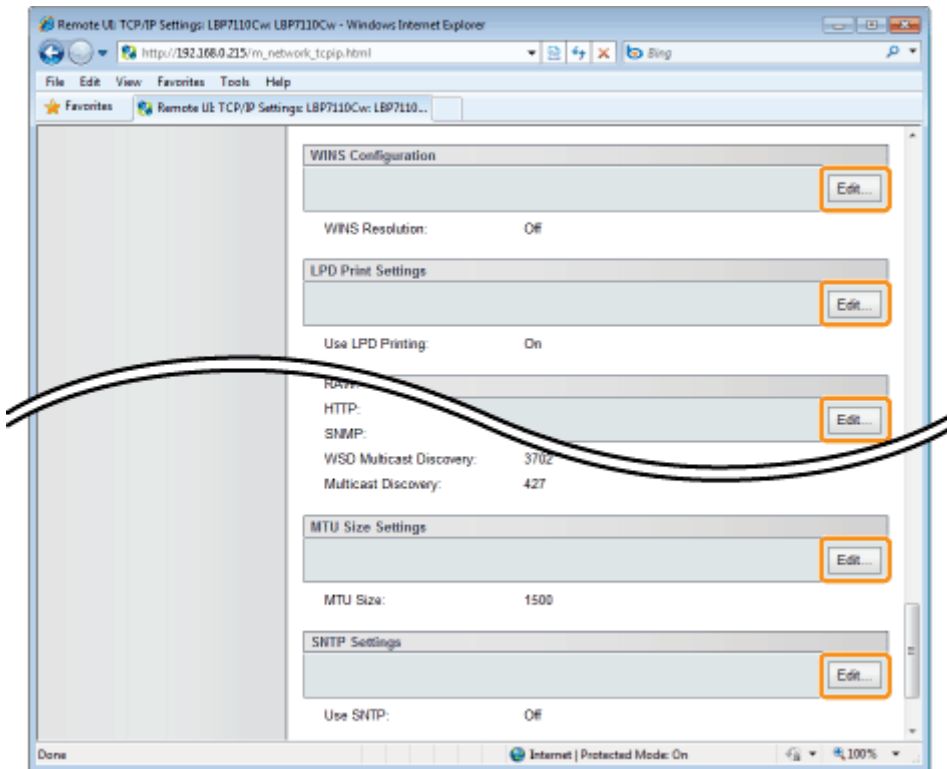 Remote UI: TCP/IP Settings: LBP7110Cw: LBP7110Cw - Windows Internet Explorer
http://192.168.0.215/m_network_tcpip.html
Bing
File Edit View Favorites Tools Help
Favorites
Remote UI: TCP/IP Settings: LBP7110Cw: LBP7110...
WINS Configuration
Edit...
WINS Resolution: Off
LPD Print Settings
Edit...
Use LPD Printing: On
RAW:
HTTP:
Edit...
SNMP:
WSD Multicast Discovery: 3702
Multicast Discovery: 427
MTU Size Settings
Edit...
MTU Size: 1500
SNTP Settings
Edit...
Use SNTP: Off
Done Internet | Protected Mode: On 100%